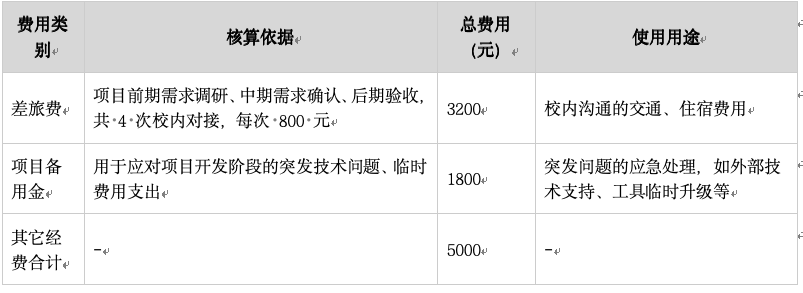 费用类
别
核算依据
总费用
（元）
使用用途
差旅费
项目前期需求调研、中期需求确认、后期验收，
共 4 次校内对接，每次 800 元
3200
校内沟通的交通、住宿费用
项目备
用金
用于应对项目开发阶段的突发技术问题、临时
费用支出
1800
突发问题的应急处理，如外部技
术支持、工具临时升级等
其它经
费合计
-
5000
-